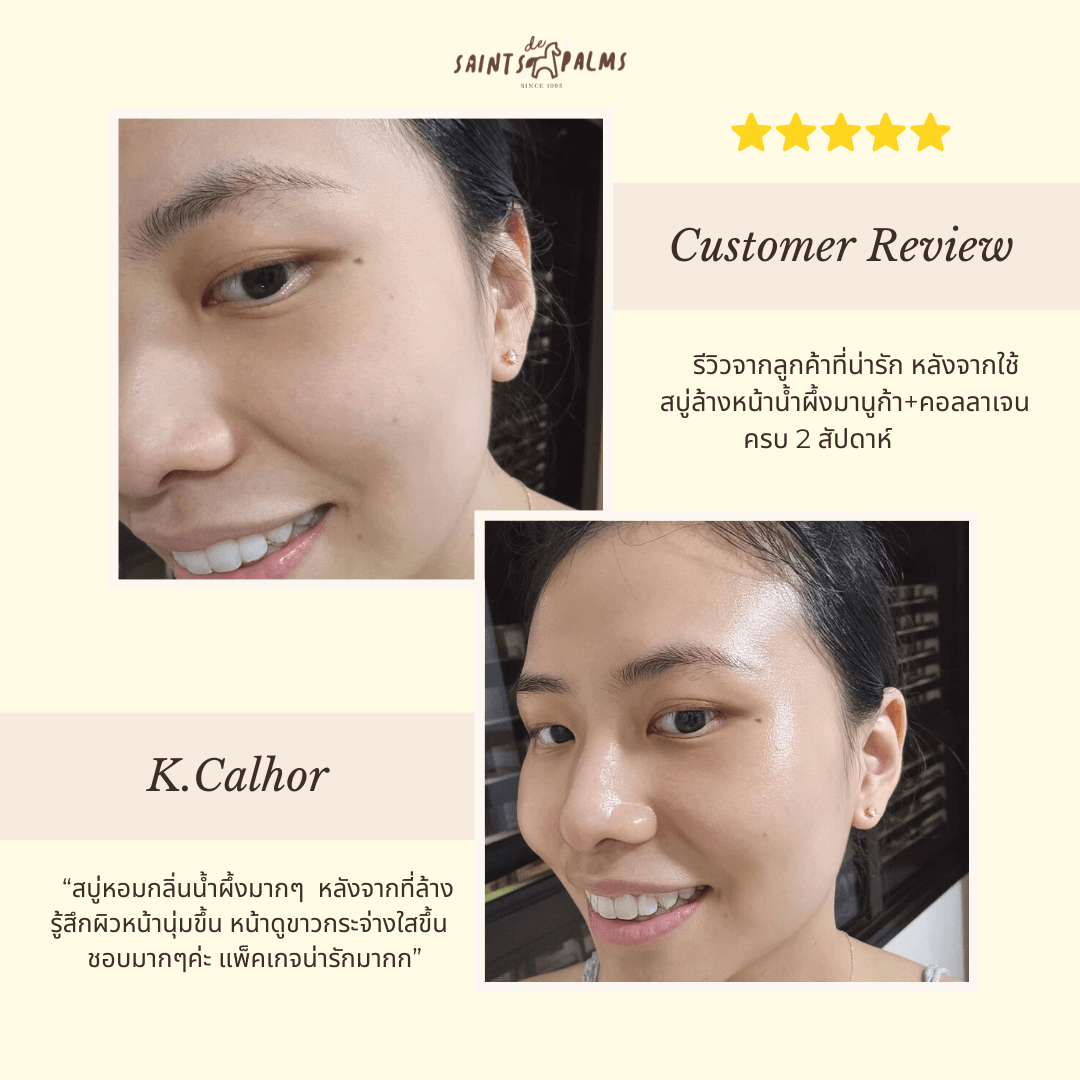 de
SAINTS PALMS
SINCE 1995
Customer Review
รีวิวจากลูกค้าที่น่ารัก หลังจากใช้
สบู่ล้างหน้าน้ำผึ้งมานูก้า+คอลลาเจน
ครบ 2 สัปดาห์
K.Calhor
“สบู่หอมกลิ่นน้ำผึ้งมากๆ หลังจากที่ล้าง
รู้สึกผิวหน้านุ่มขึ้น หน้าดูขาวกระจ่างใสขึ้น
ชอบมากๆค่ะ แพ็คเกจน่ารักมากก”